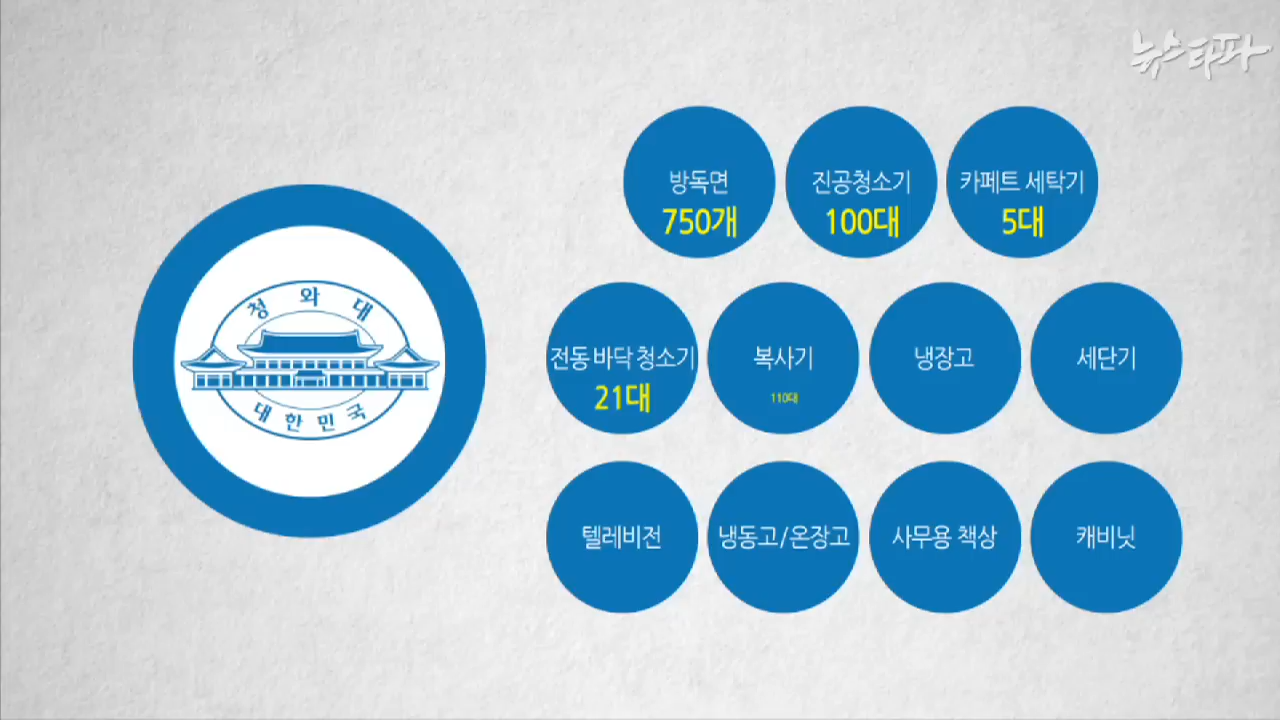 뉴스타파
방독면
750개
진공청소기
100대
카페트 세탁기
5대
청와대
대한민국
전동 바닥 청소기
21대
복사기
110대
냉장고
세단기
텔레비전
냉동고/온장고
사무용 책상
캐비닛